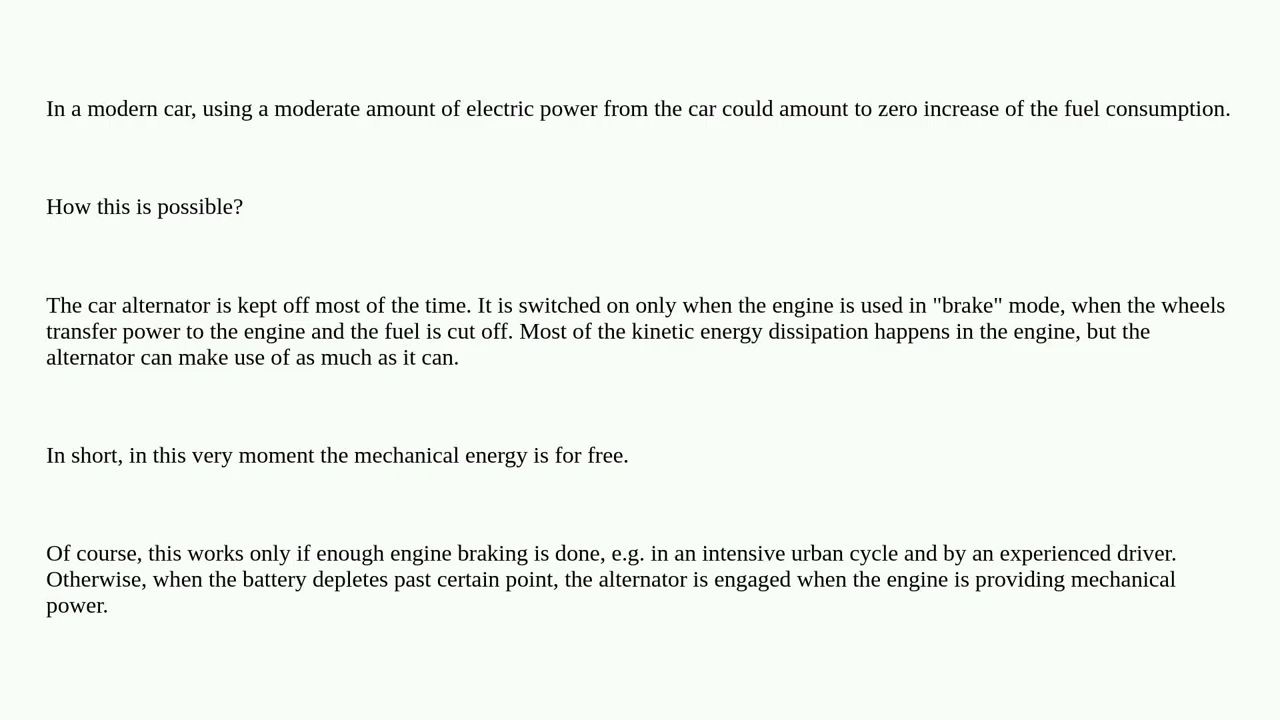 In a modern car, using a moderate amount of electric power from the car could amount to zero increase of the fuel consumption.
How this is possible?
The car alternator is kept off most of the time. It is switched on only when the engine is used in "brake" mode, when the wheels
transfer power to the engine and the fuel is cut off. Most of the kinetic energy dissipation happens in the engine, but the
alternator can make use of as much as it can.
In short, in this very moment the mechanical energy is for free.
Of course, this works only if enough engine braking is done, e.g. in an intensive urban cycle and by an experienced driver.
Otherwise, when the battery depletes past certain point, the alternator is engaged when the engine is providing mechanical
power.